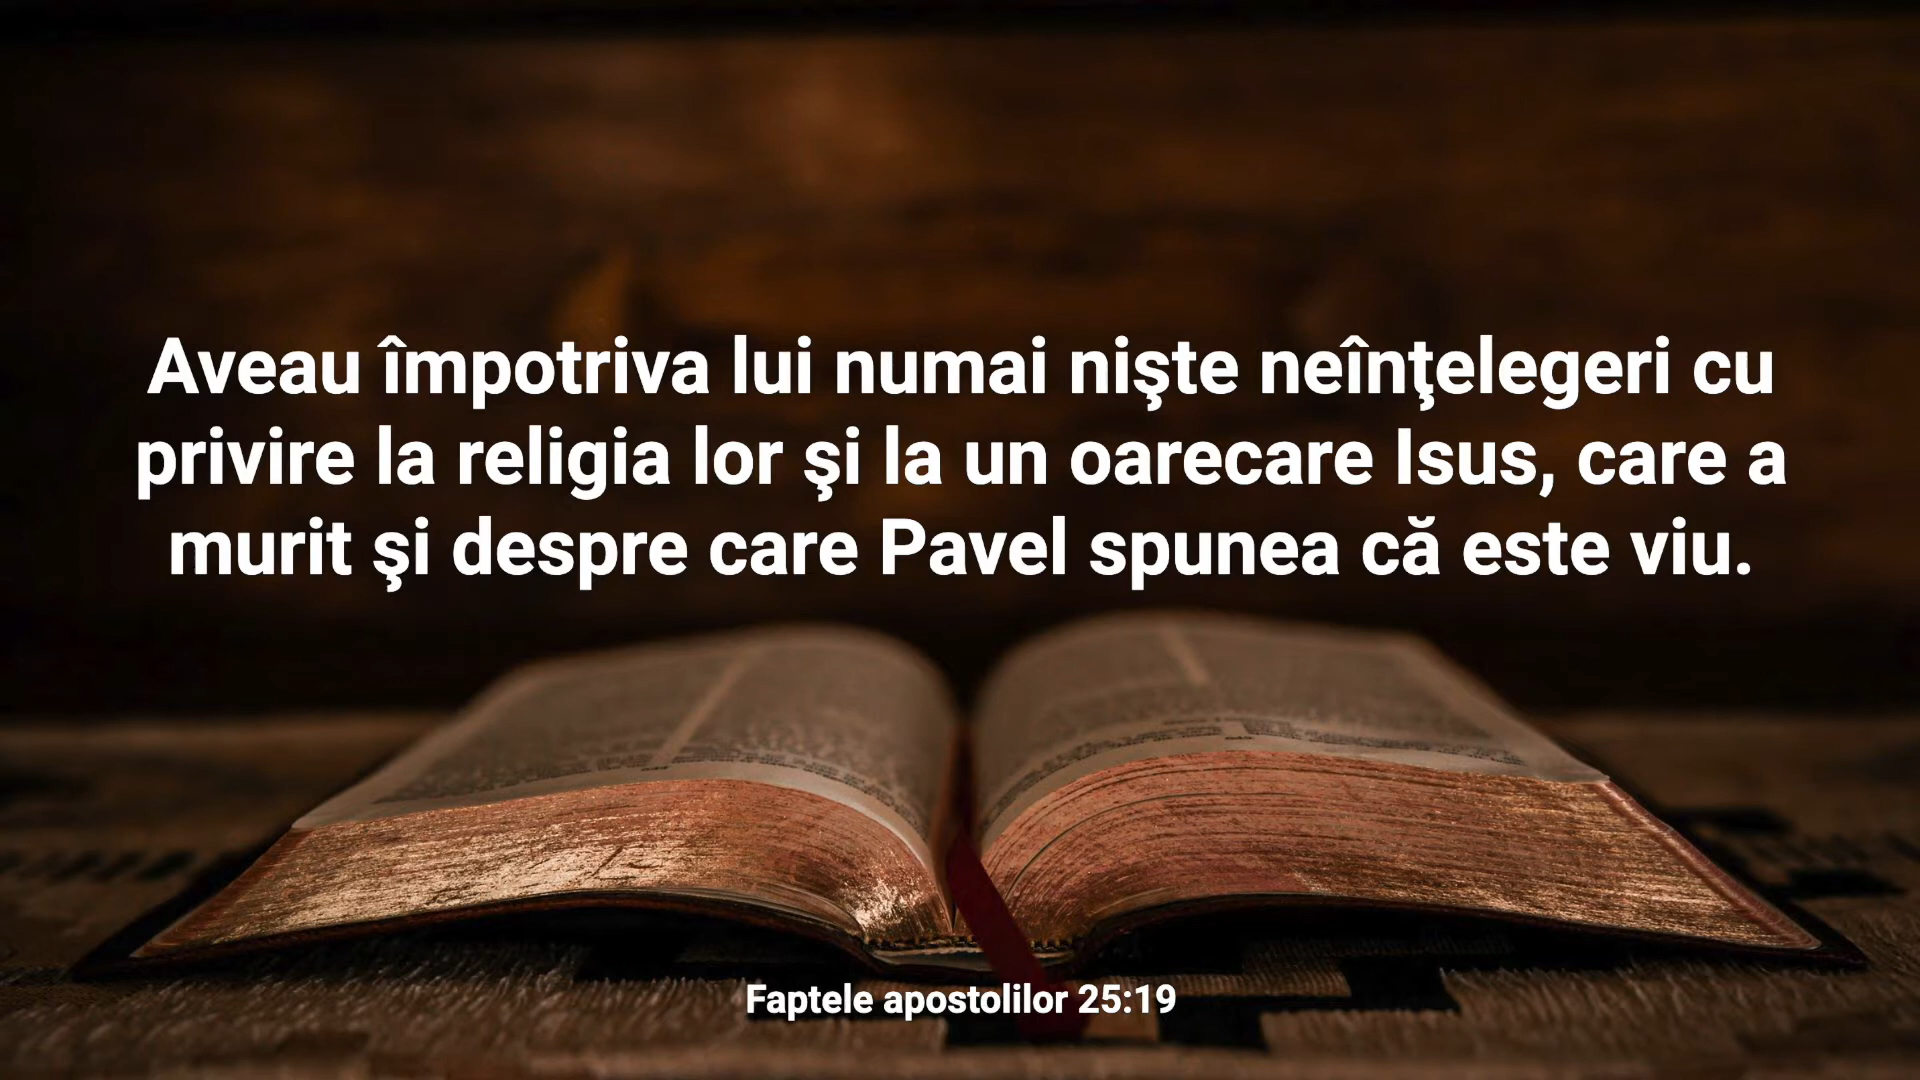 Aveau împotriva lui numai nişte neînţelegeri cu
privire la religia lor şi la un oarecare Isus, care a
murit şi despre care Pavel spunea că este viu.
Faptele apostolilor 25:19